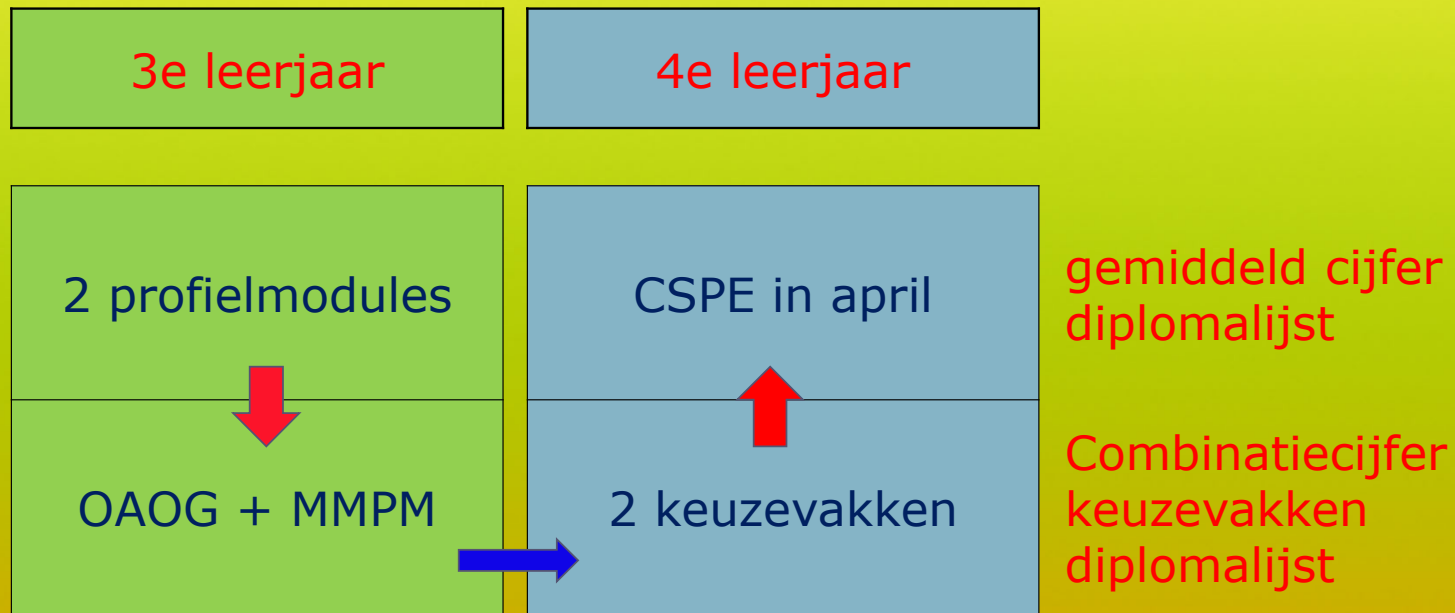 3e leerjaar
4e leerjaar
2 profielmodules
CSPE in april
gemiddeld cijfer
diplomalijst
OAOG + MMPM
2 keuzevakken
Combinatiecijfer
keuzevakken
diplomalijst